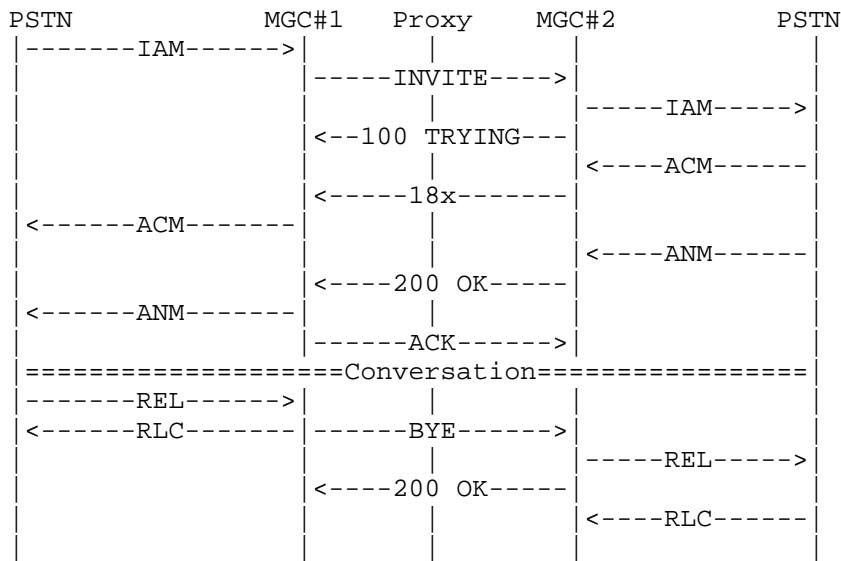 PSTN MGC#1 Proxy MGC#2 PSTN
|-------IAM------>| | | |
| |-----INVITE---->| |
| | | |-----IAM----->|
| |<--100 TRYING---| |
| | | |<----ACM------|
| |<-----18x-------| |
|<------ACM-------| | | |
| | | |<----ANM------|
| |<----200 OK-----| |
|<------ANM-------| | | |
| |------ACK------>| |
|====================Conversation=================|
|-------REL------>| | | |
|<------RLC-------|------BYE------>| |
| | | |-----REL----->|
| |<----200 OK-----| |
| | | |<----RLC------|
| | | | |